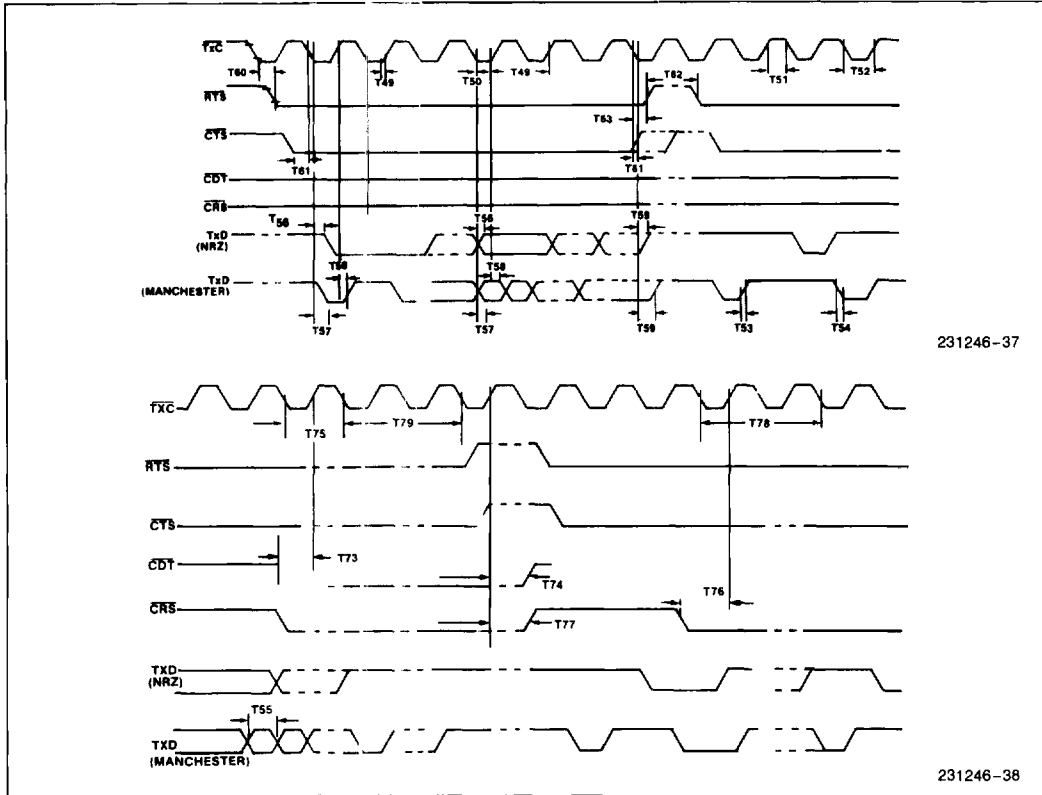 TxC
T60
T49
T50
T49
T51
T52
RTS
T62
T63
CTS
T61
T61
CDT
CRS
T56
T56
T59
TxD
(NRZ)
T58
T58
TxD
(MANCHESTER)
T57
T57
T59
T53
T54
231246-37
TXC
T75
T79
T78
RTS
CTS
T73
CDT
T74
T76
CRS
T77
TXD
(NRZ)
T55
TXD
(MANCHESTER)
231246-38